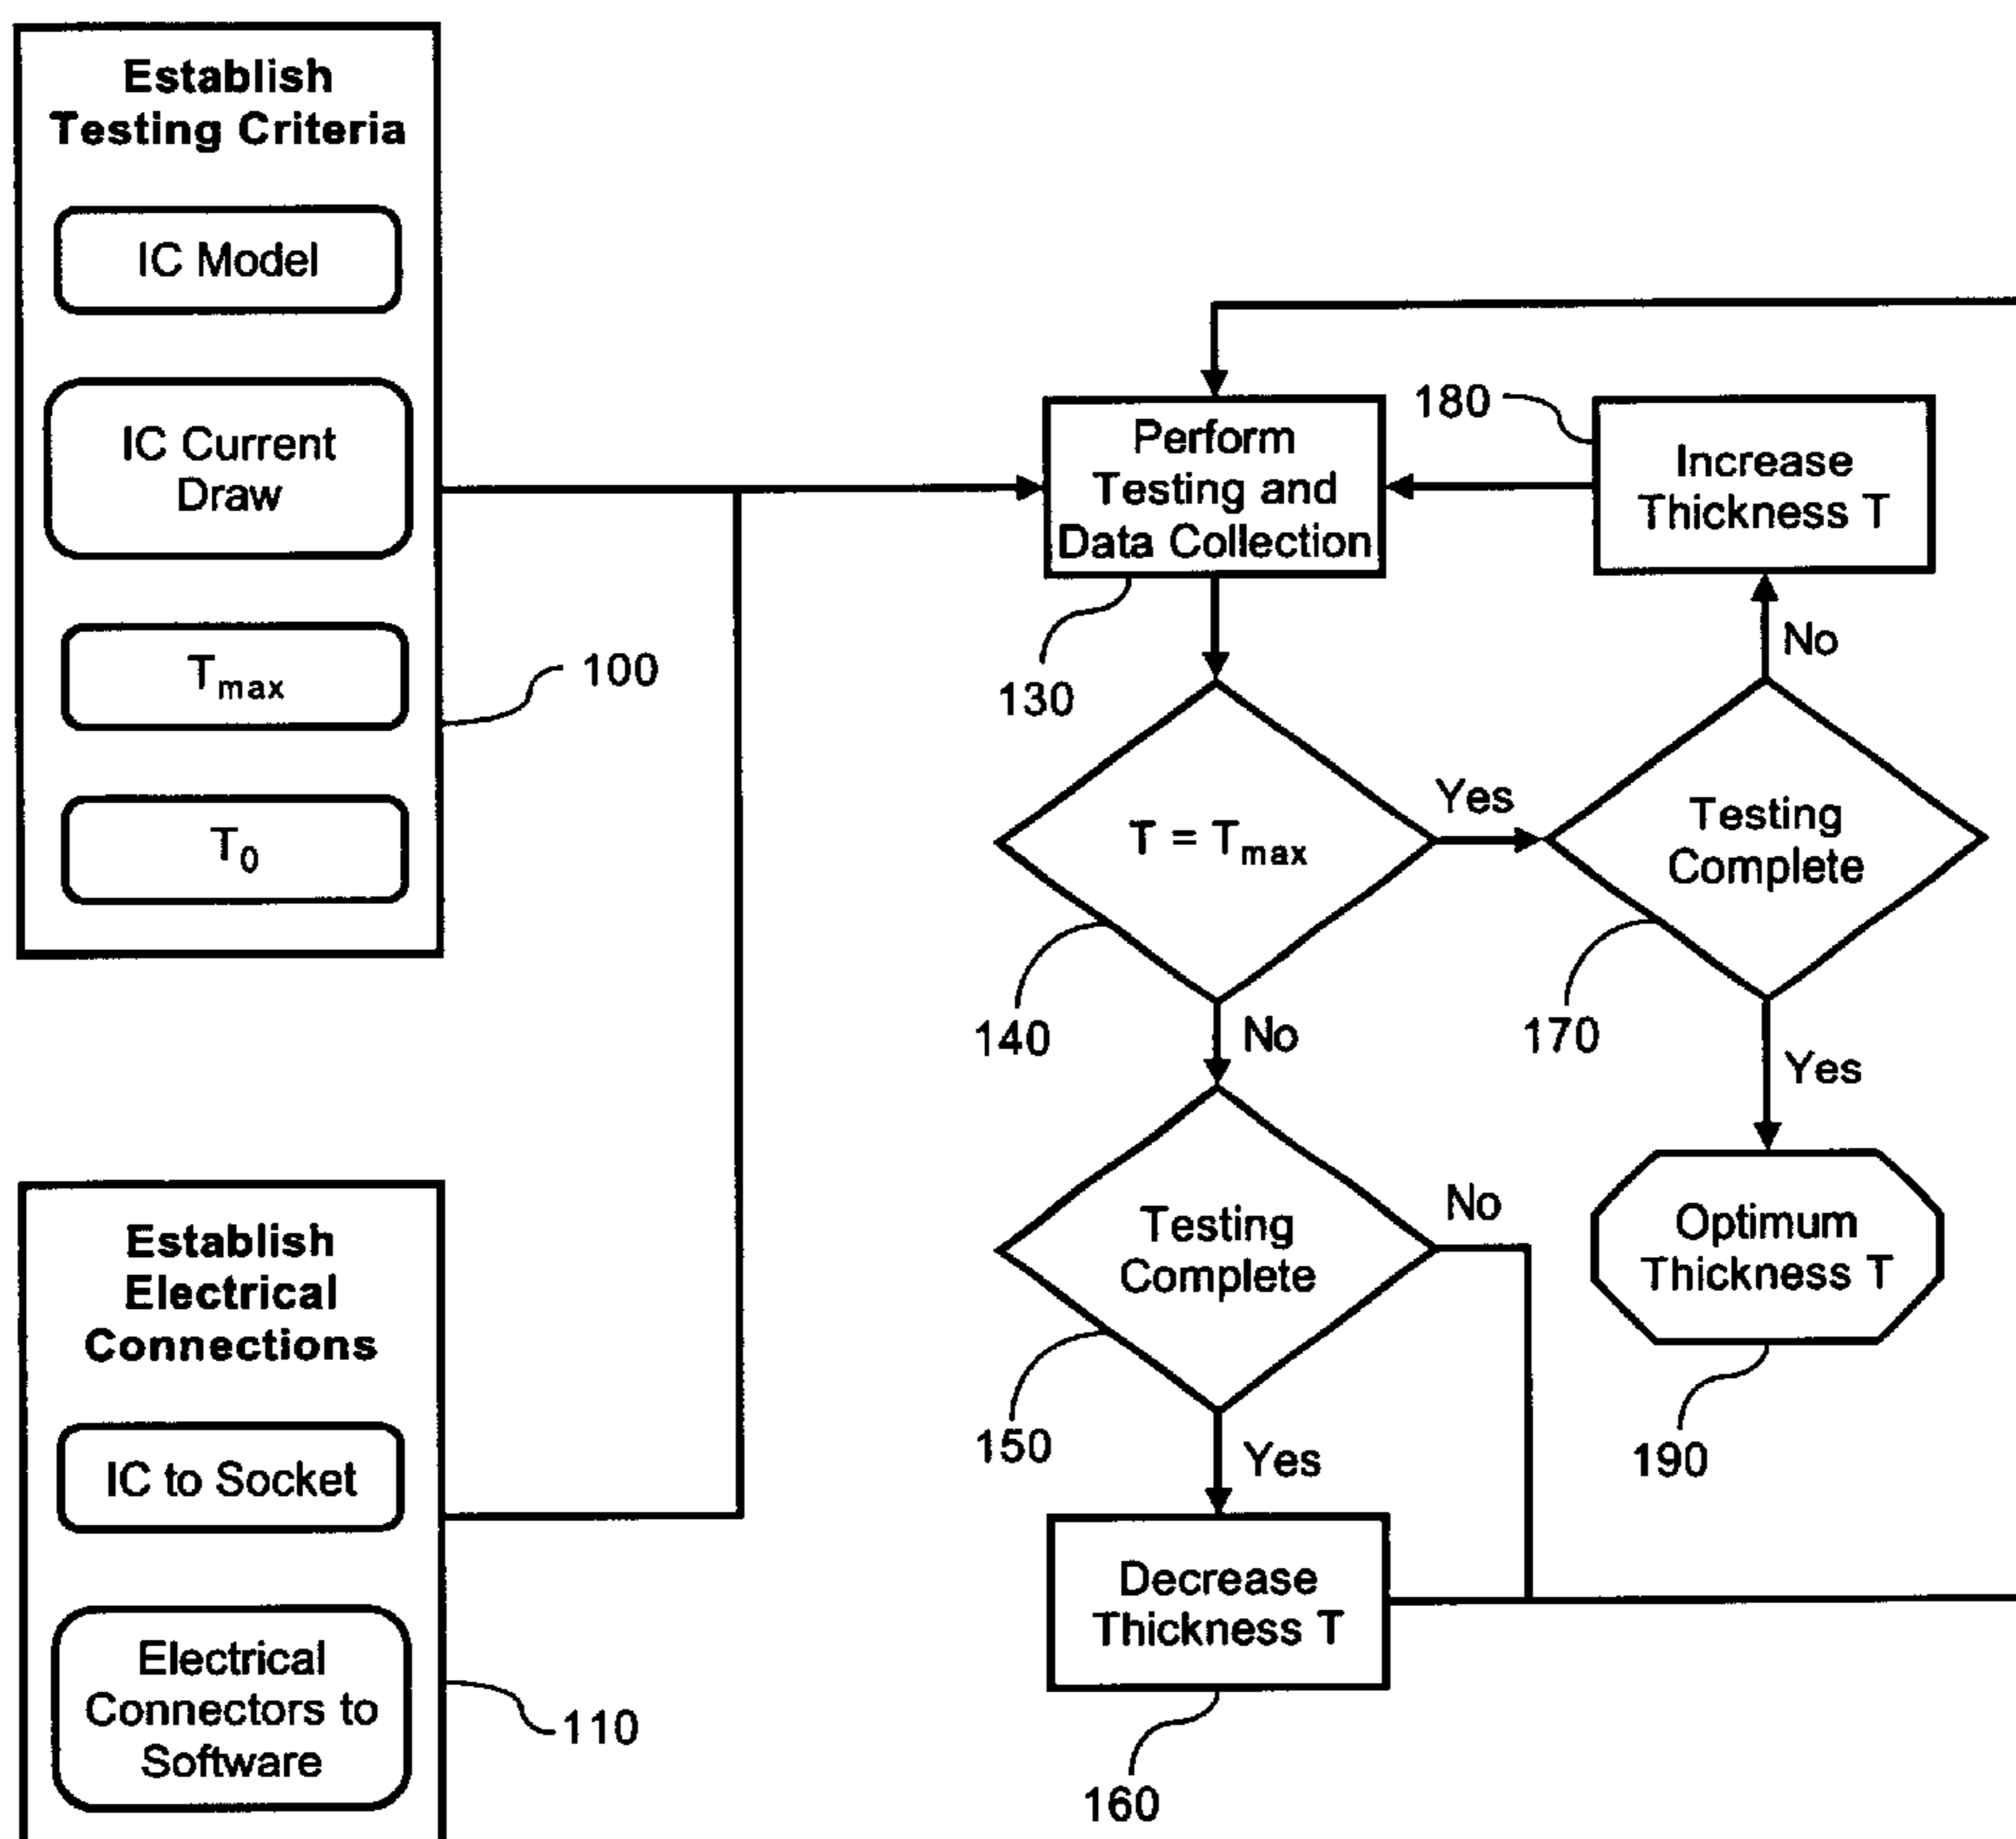 Establish
Testing Criteria
IC Model
IC Current
Draw
Tmax
T0
100
Establish
Electrical
Connections
IC to Socket
Electrical
Connectors to
Software
110
Perform
Testing and
Data Collection
130
180
Increase
Thickness T
No
T = Tmax
140
Yes
Testing
Complete
170
No
Yes
Testing
Complete
150
No
Yes
Optimum
Thickness T
190
Decrease
Thickness T
160